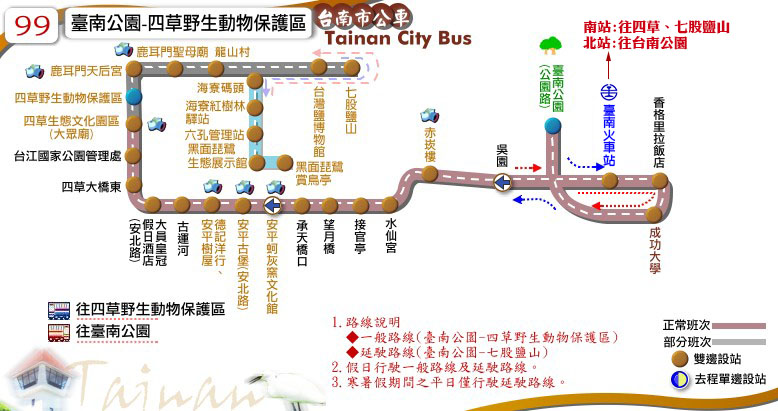 99
臺南公園-四草野生動物保護區
台南市公車
Tainan City Bus
南站:往四草、七股鹽山
北站:往台南公園
鹿耳門聖母廟
龍山村
鹿耳門天后宮
四草野生動物保護區
四草生態文化園區
(大眾廟)
台江國家公園管理處
四草大橋東
海寮碼頭
海寮紅樹林
驛站
六孔管理站
黑面琵鷺
生態展示館
黑面琵鷺
賞鳥亭
台灣鹽博物館
七股鹽山
大員皇冠
假日酒店
(安北路)
古運河
德記洋行、
安平樹屋
安平古堡(安北路)
安平蚵灰窯文化館
承天橋口
望月橋
接官亭
水仙宮
赤崁樓
吳園
臺南公園
(公園路)
臺南火車站
香格里拉飯店
成功大學
往四草野生動物保護區
往臺南公園
1.路線說明
◆一般路線(臺南公園-四草野生動物保護區)
◆延駛路線(臺南公園-七股鹽山)
2.假日行駛一般路線及延駛路線。
3.寒暑假期間之平日僅行駛延駛路線。
正常班次
部分班次
雙邊設站
去程單邊設站
Tainan